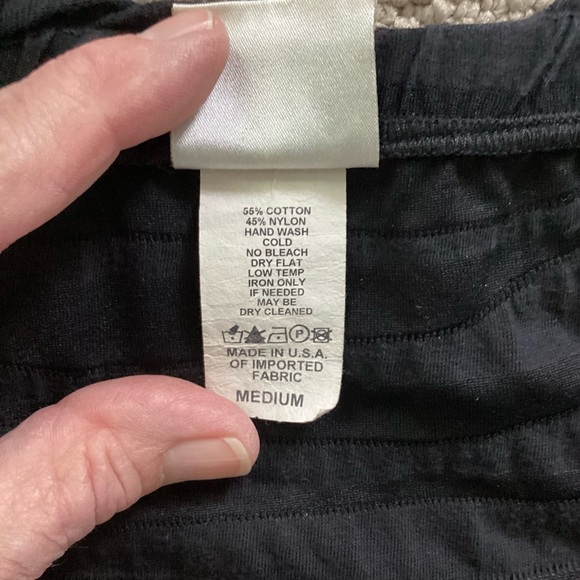 55% COTTON
45% NYLON
HAND WASH
COLD
NO BLEACH
DRY FLAT
LOW TEMP
IRON ONLY
IF NEEDED
MAY BE
DRY CLEANED
P
MADE IN U.S.A.
OF IMPORTED
FABRIC
MEDIUM